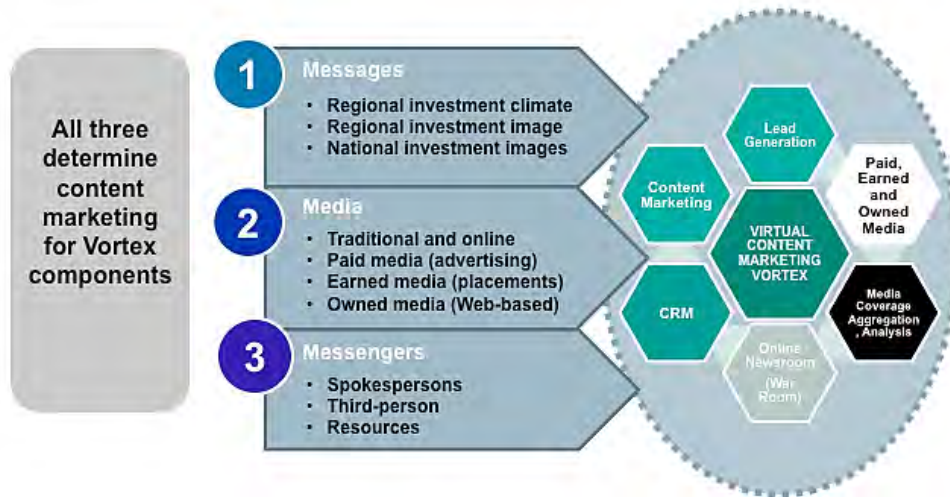 All three
determine
content
marketing
for Vortex
components
1
Messages
• Regional investment climate
• Regional investment image
• National investment images
2
Media
• Traditional and online
• Paid media (advertising)
• Earned media (placements)
• Owned media (Web-based)
3
Messengers
• Spokespersons
• Third-person
• Resources
Lead
Generation
Content
Marketing
Paid,
Earned
and
Owned
Media
VIRTUAL
CONTENT
MARKETING
VORTEX
CRM
Media
Coverage
Aggregation
, Analysis
Online
Newsroom
(War
Room)